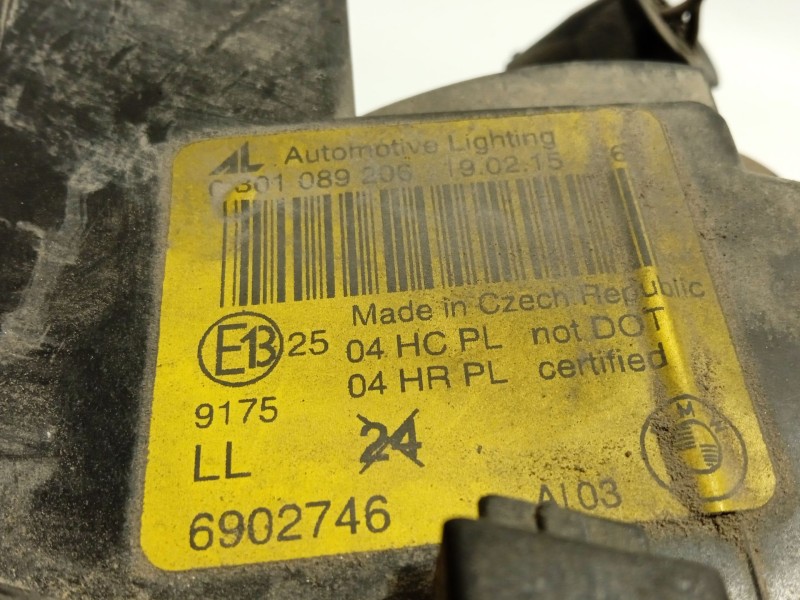 AL Automotive Lighting
0 301 089 206 19.02.15 6
Made in Czech Republic
E13 25 04 HC PL not DOT
04 HR PL certified
9175
LL 24
6902746 AL03
BMW